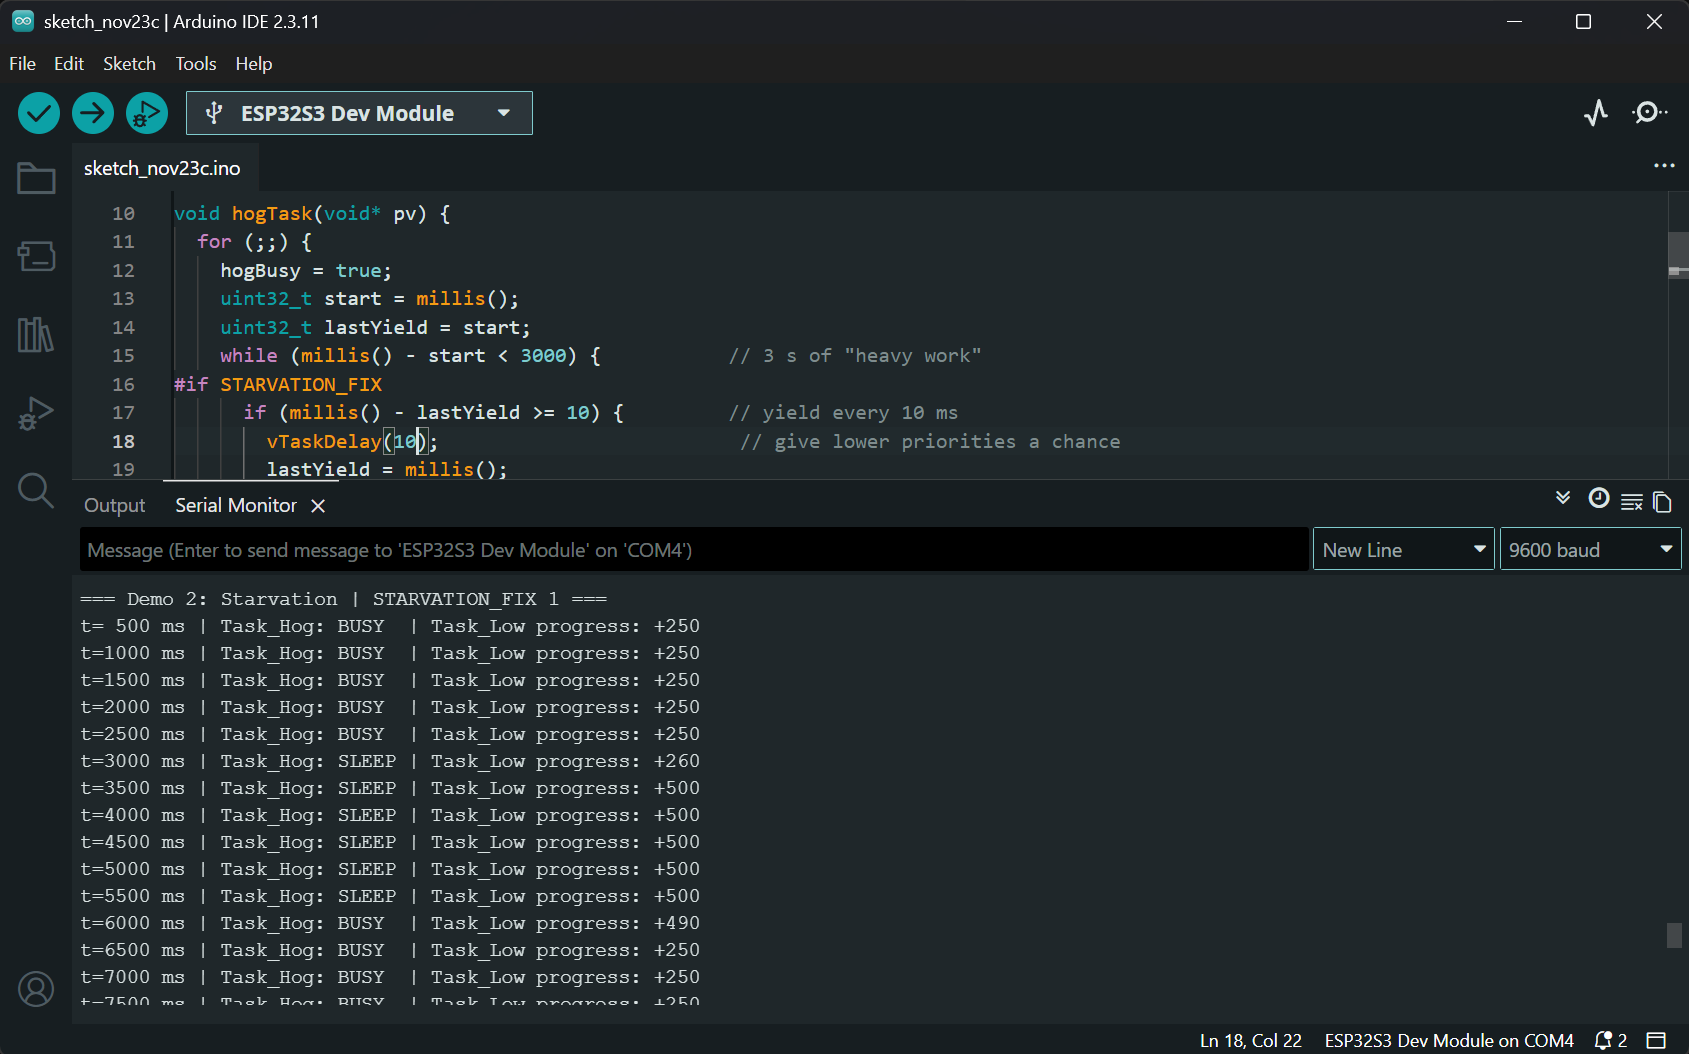 sketch_nov23c | Arduino IDE 2.3.11
File Edit Sketch Tools Help
ESP32S3 Dev Module
sketch_nov23c.ino
10 void hogTask(void* pv) {
11 for (;;) {
12 hogBusy = true;
13 uint32_t start = millis();
14 uint32_t lastYield = start;
15 while (millis() - start < 3000) { // 3 s of "heavy work"
16 #if STARVATION_FIX
17 if (millis() - lastYield >= 10) { // yield every 10 ms
18 vTaskDelay(10); // give lower priorities a chance
19 lastYield = millis();
Output Serial Monitor
Message (Enter to send message to 'ESP32S3 Dev Module' on 'COM4') New Line 9600 baud
=== Demo 2: Starvation | STARVATION_FIX 1 ===
t= 500 ms | Task_Hog: BUSY | Task_Low progress: +250
t=1000 ms | Task_Hog: BUSY | Task_Low progress: +250
t=1500 ms | Task_Hog: BUSY | Task_Low progress: +250
t=2000 ms | Task_Hog: BUSY | Task_Low progress: +250
t=2500 ms | Task_Hog: BUSY | Task_Low progress: +250
t=3000 ms | Task_Hog: SLEEP | Task_Low progress: +260
t=3500 ms | Task_Hog: SLEEP | Task_Low progress: +500
t=4000 ms | Task_Hog: SLEEP | Task_Low progress: +500
t=4500 ms | Task_Hog: SLEEP | Task_Low progress: +500
t=5000 ms | Task_Hog: SLEEP | Task_Low progress: +500
t=5500 ms | Task_Hog: SLEEP | Task_Low progress: +500
t=6000 ms | Task_Hog: BUSY | Task_Low progress: +490
t=6500 ms | Task_Hog: BUSY | Task_Low progress: +250
t=7000 ms | Task_Hog: BUSY | Task_Low progress: +250
t=7500 ms | Task_Hog: BUSY | Task_Low progress: +250
Ln 18, Col 22 ESP32S3 Dev Module on COM4 2